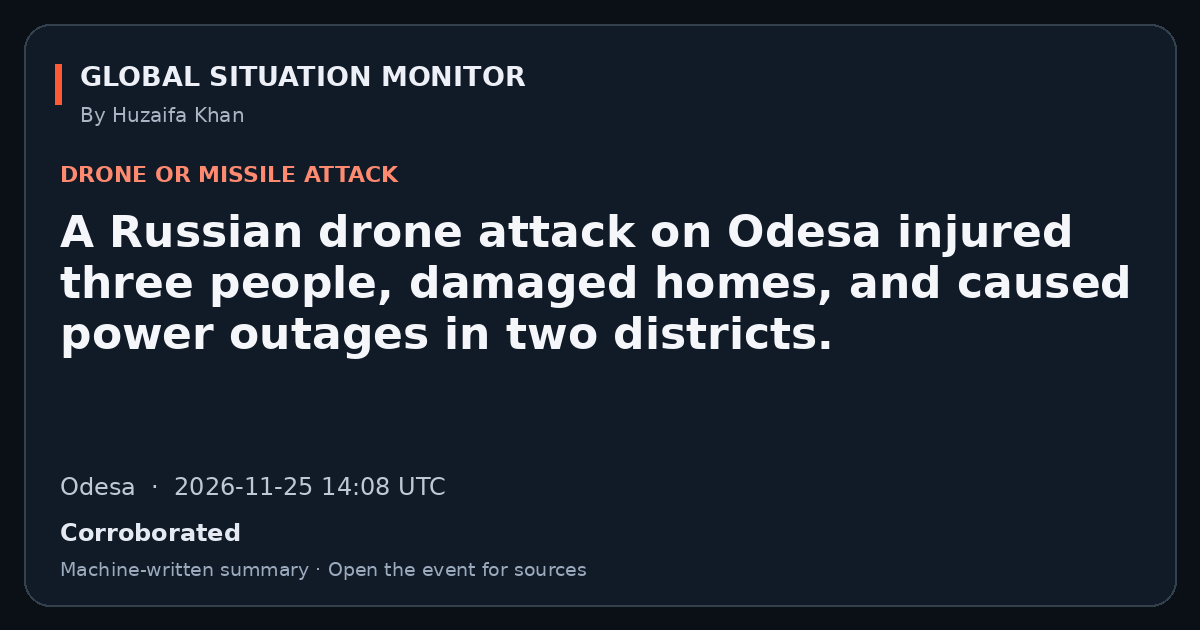 GLOBAL SITUATION MONITOR
By Huzaifa Khan
DRONE OR MISSILE ATTACK
A Russian drone attack on Odesa injured
three people, damaged homes, and caused
power outages in two districts.
Odesa · 2026-11-25 14:08 UTC
Corroborated
Machine-written summary · Open the event for sources